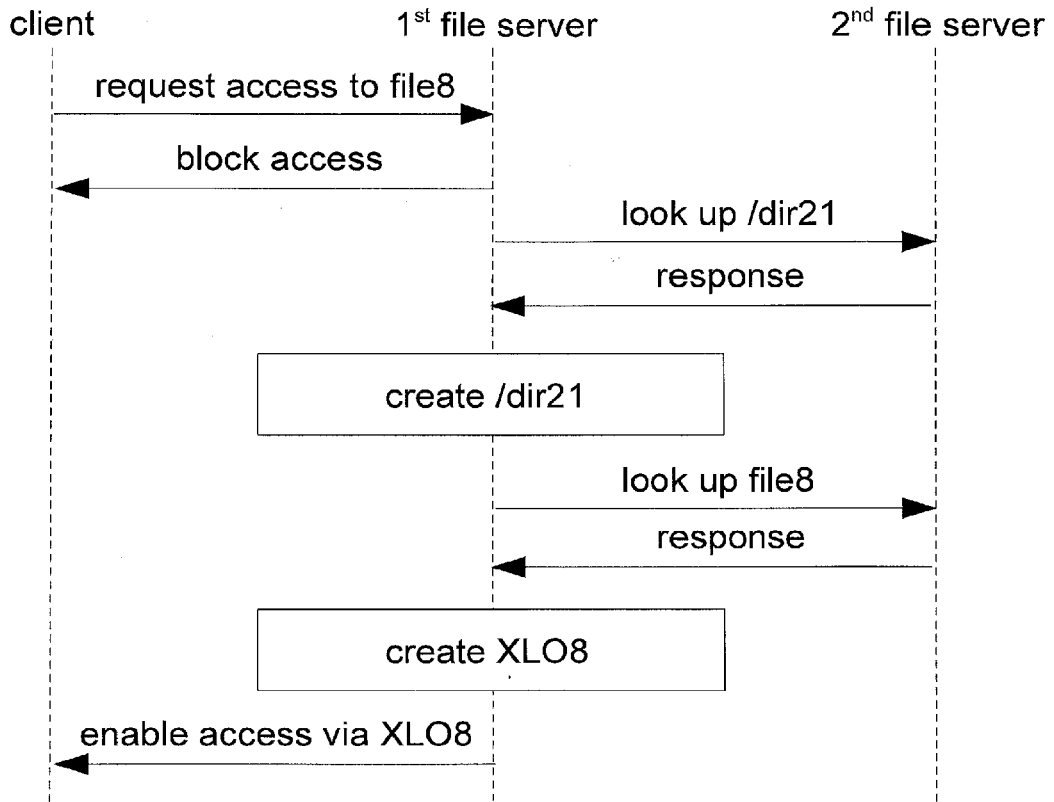 client
1st file server
2nd file server
request access to file8
block access
look up /dir21
response
create /dir21
look up file8
response
create XLO8
enable access via XLO8